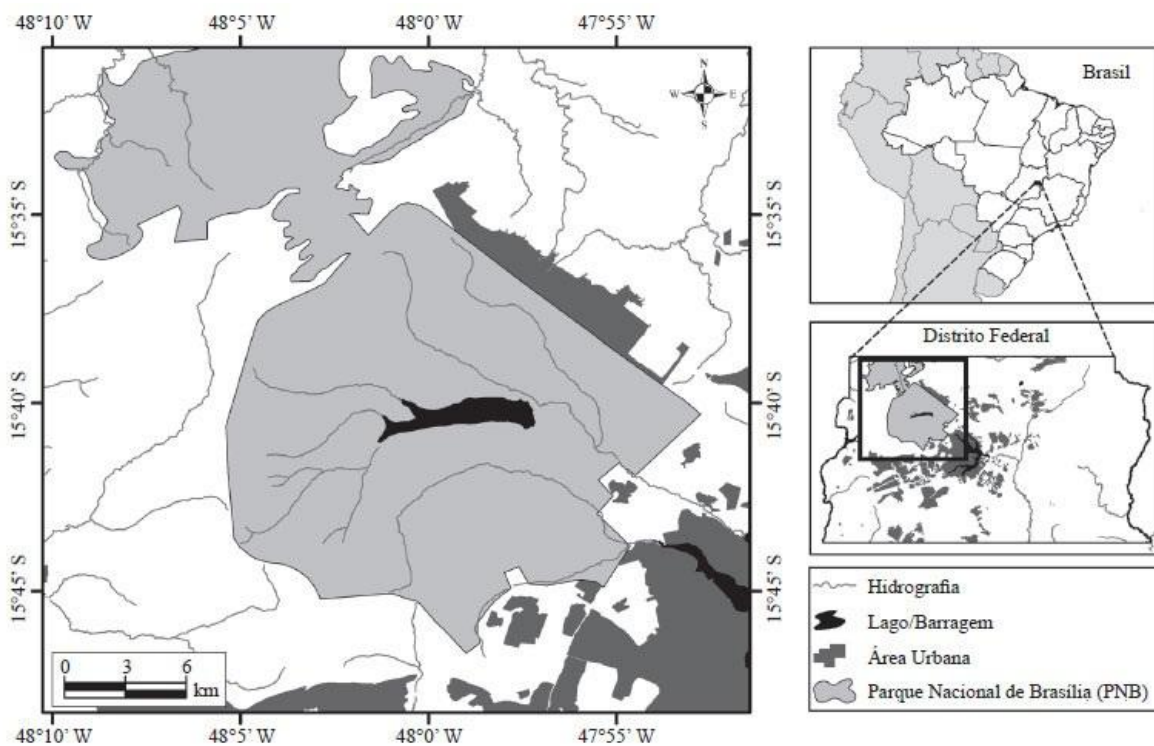 48°10' W 48°5' W 48°0' W 47°55' W
15°35' S
15°40' S
15°45' S
N
W E
S
0 3 6
km
15°35' S
15°40' S
15°45' S
48°10' W 48°5' W 48°0' W 47°55' W
Brasil
Distrito Federal
Hidrografia
Lago/Barragem
Área Urbana
Parque Nacional de Brasília (PNB)